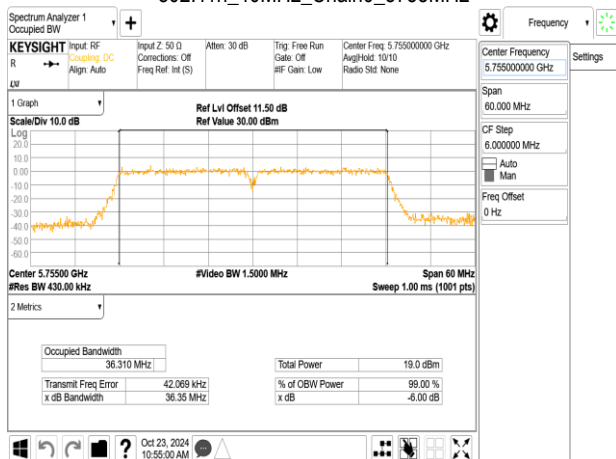 Spectrum Analyzer 1
Occupied BW
Frequency
KEYSIGHT
R
Input: RF
Coupling: DC
Align: Auto
Input Z: 50 Ω
Corrections: Off
Freq Ref: Int (S)
Atten: 30 dB
Trig: Free Run
Gate: Off
#IF Gain: Low
Center Freq: 5.755000000 GHz
Avg|Hold: 10/10
Radio Std: None
Center Frequency
5.755000000 GHz
Settings
Span
60.000 MHz
CF Step
6.000000 MHz
Auto
Man
Freq Offset
0 Hz
1 Graph
Scale/Div 10.0 dB
Ref Lvl Offset 11.50 dB
Ref Value 30.00 dBm
Log
20.0
10.0
0.00
-10.0
-20.0
-30.0
-40.0
-50.0
-60.0
Center 5.75500 GHz
#Video BW 1.5000 MHz
Span 60 MHz
#Res BW 430.00 kHz
Sweep 1.00 ms (1001 pts)
2 Metrics
Occupied Bandwidth
36.310 MHz
Total Power 19.0 dBm
Transmit Freq Error 42.069 kHz
% of OBW Power 99.00 %
x dB Bandwidth 36.35 MHz
x dB -6.00 dB
?
Oct 23, 2024
10:55:00 AM